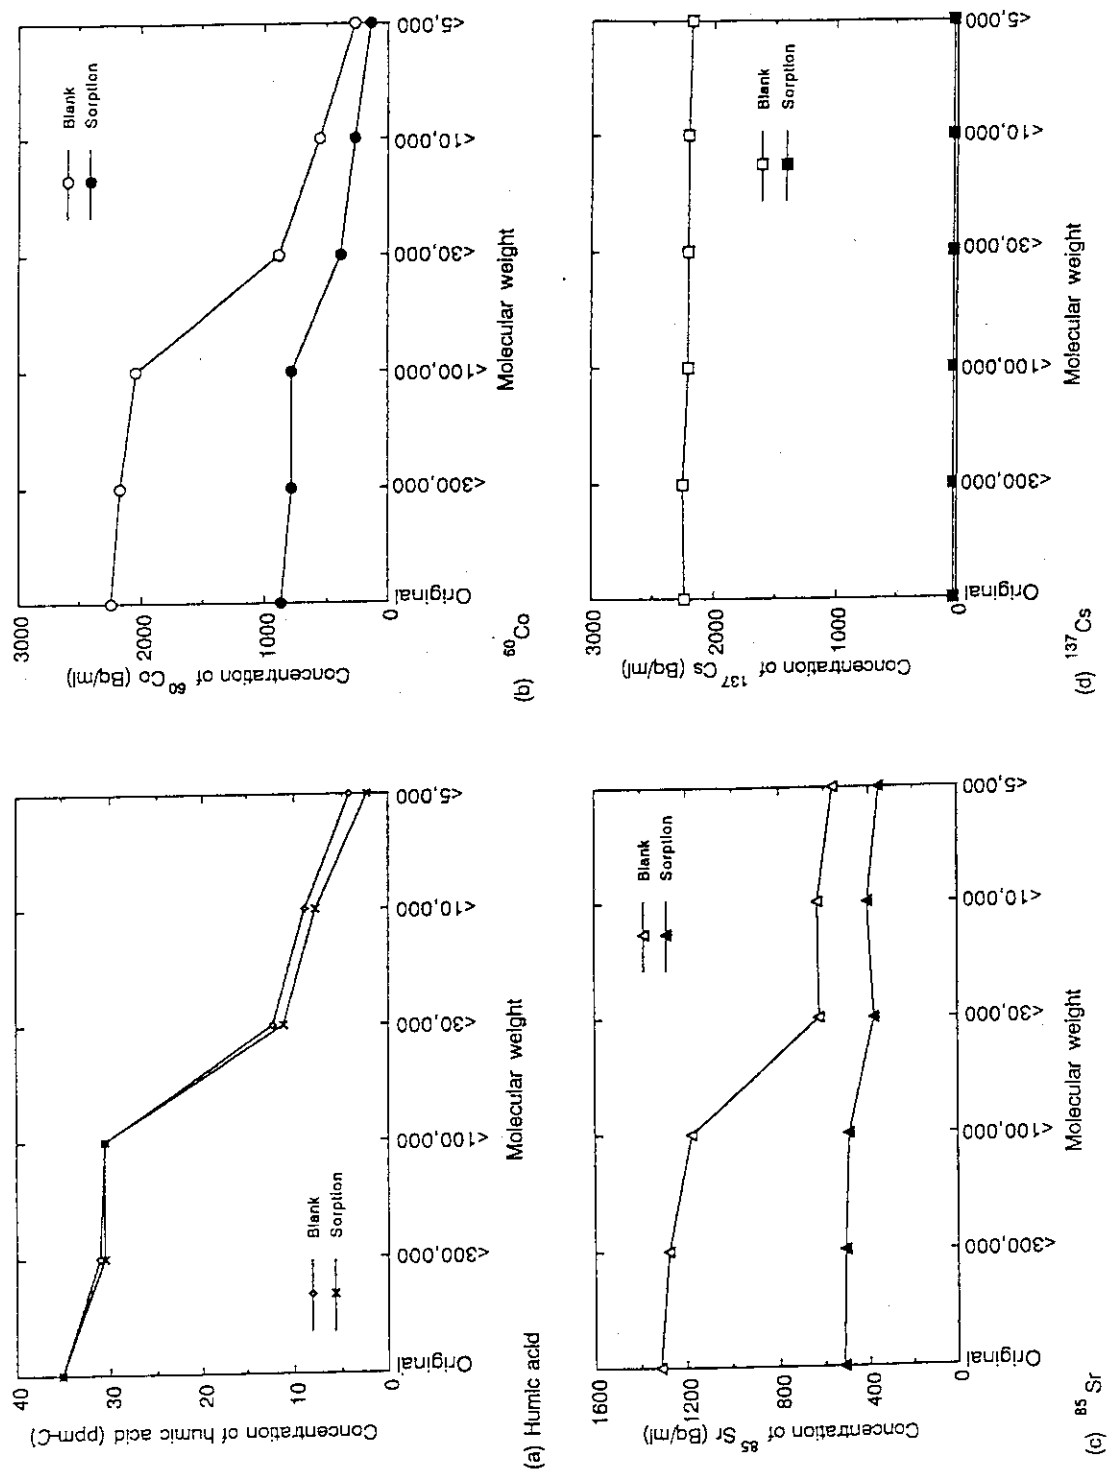 40
30
20
10
0
Concentration of humic acid (ppm-C)
Blank
Sorption
Original
<300,000
<100,000
<30,000
<10,000
<5,000
Molecular weight
(a) Humic acid
3000
2000
1000
0
Concentration of 60Co (Bq/ml)
Blank
Sorption
Original
<300,000
<100,000
<30,000
<10,000
<5,000
Molecular weight
(b) 60Co
1600
1200
800
400
0
Concentration of 85Sr (Bq/ml)
Blank
Sorption
Original
<300,000
<100,000
<30,000
<10,000
<5,000
Molecular weight
(c) 85Sr
3000
2000
1000
0
Concentration of 137Cs (Bq/ml)
Blank
Sorption
Original
<300,000
<100,000
<30,000
<10,000
<5,000
Molecular weight
(d) 137Cs